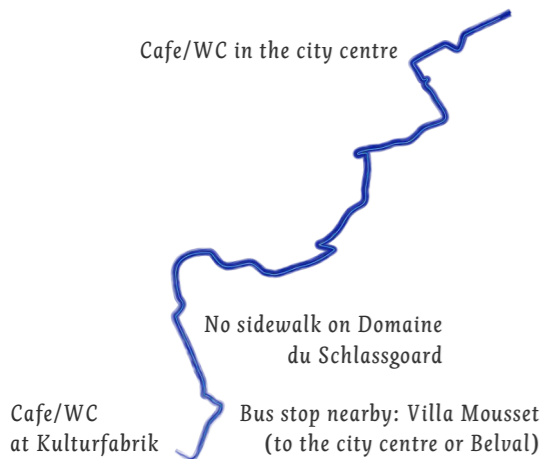 Cafe/WC in the city centre
No sidewalk on Domaine
du Schlassgoard
Cafe/WC
at Kulturfabrik
Bus stop nearby: Villa Mousset
(to the city centre or Belval)